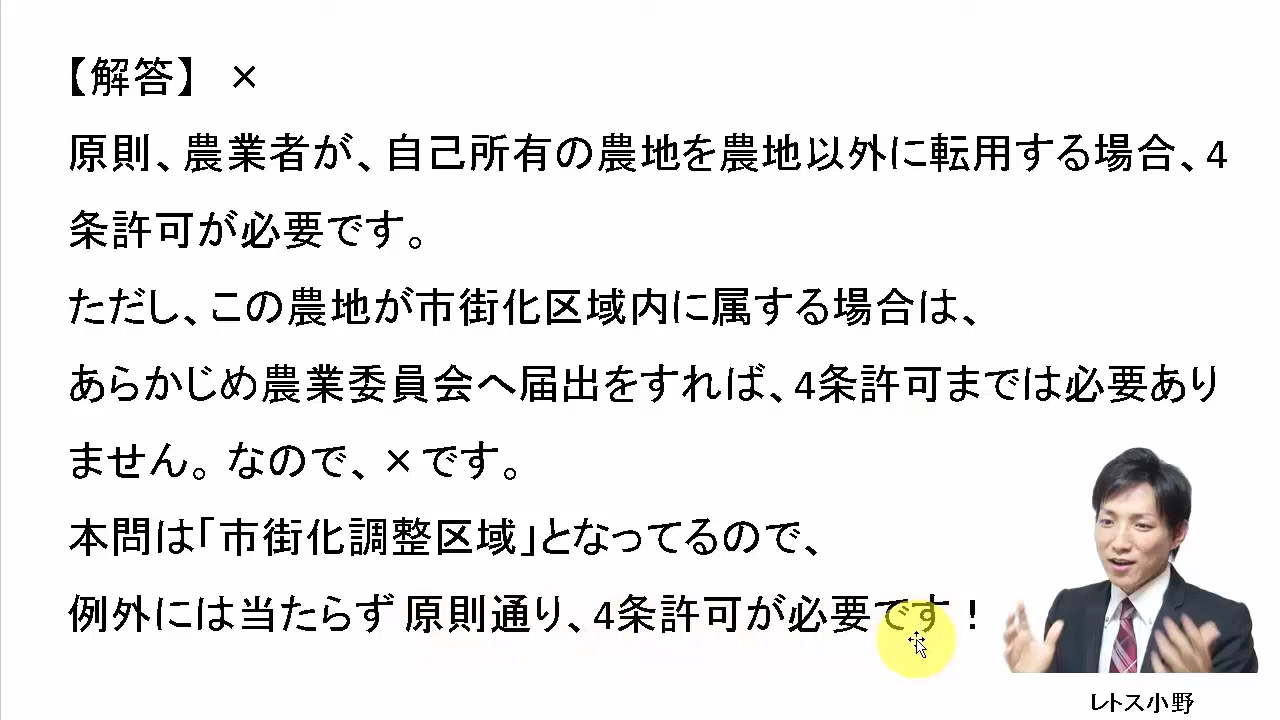 【解答】 ×
原則、農業者が、自己所有の農地を農地以外に転用する場合、4
条許可が必要です。
ただし、この農地が市街化区域内に属する場合は、
あらかじめ農業委員会へ届出をすれば、4条許可までは必要あり
ません。なので、×です。
本問は「市街化調整区域」となってるので、
例外には当たらず 原則通り、4条許可が必要です！
レトス小野